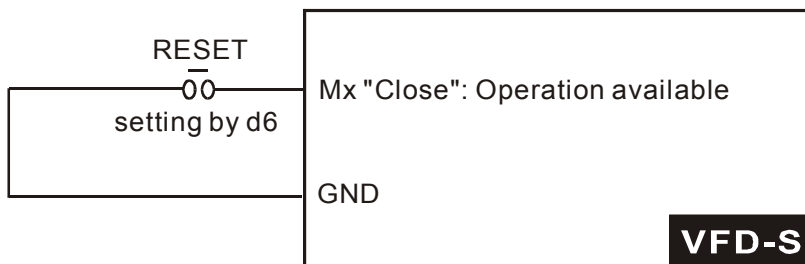 RESET
Mx "Close": Operation available
setting by d6
GND
VFD-S